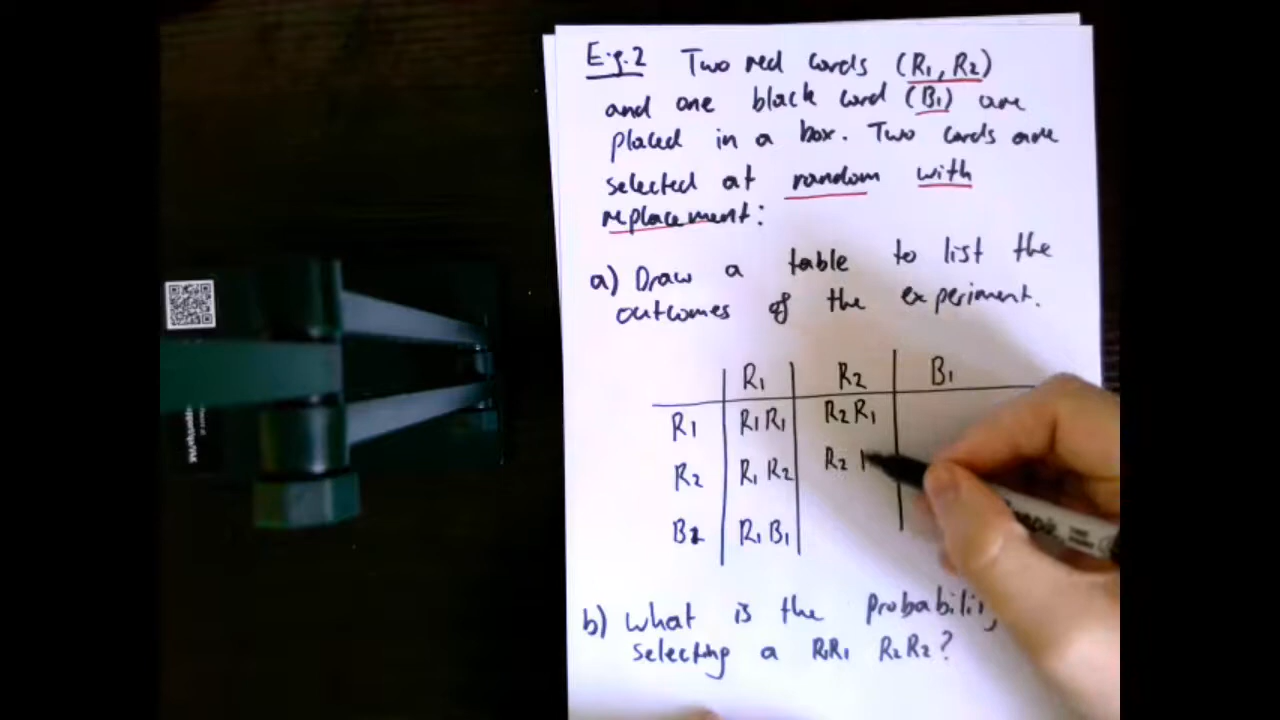 E.g.2 Two red cards (R1, R2)
and one black card (B1) are
placed in a box. Two cards are
selected at random with
replacement:
a) Draw a table to list the
outcomes of the experiment.
R1 R2 B1
R1 R1R1 R2R1
R2 R1R2 R2
B2 R1B1
b) What is the probability
selecting a R1R1 R2R2?